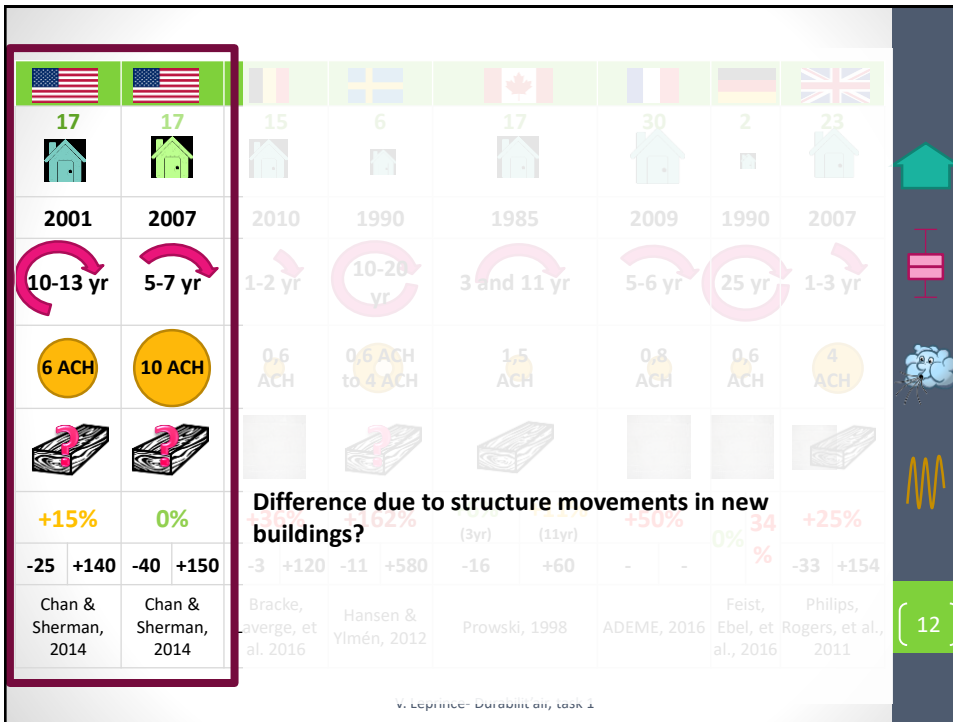 17 17 15 6 17 30 2 23
2001 2007 2010 1990 1985 2009 1990 2007
10-13 yr 5-7 yr 1-2 yr 10-20 yr 3 and 11 yr 5-6 yr 25 yr 1-3 yr
6 ACH 10 ACH 0,6 ACH 0,6 ACH to 4 ACH 1,5 ACH 0,8 ACH 0,6 ACH 4 ACH
? ? ?
Difference due to structure movements in new
buildings?
+15% 0% +36% +162% (3yr) (11yr) +50% 0% 34 % +25%
-25 +140 -40 +150 -3 +120 -11 +580 -16 +60 - - -33 +154
Chan &
Sherman,
2014
Chan &
Sherman,
2014
Bracke,
Laverge, et
al. 2016
Hansen &
Ylmén, 2012
Prowski, 1998
ADEME, 2016
Feist,
Ebel, et
al., 2016
Philips,
Rogers, et al.,
2011
12
V. Leprince- Durabilit'air, task 1